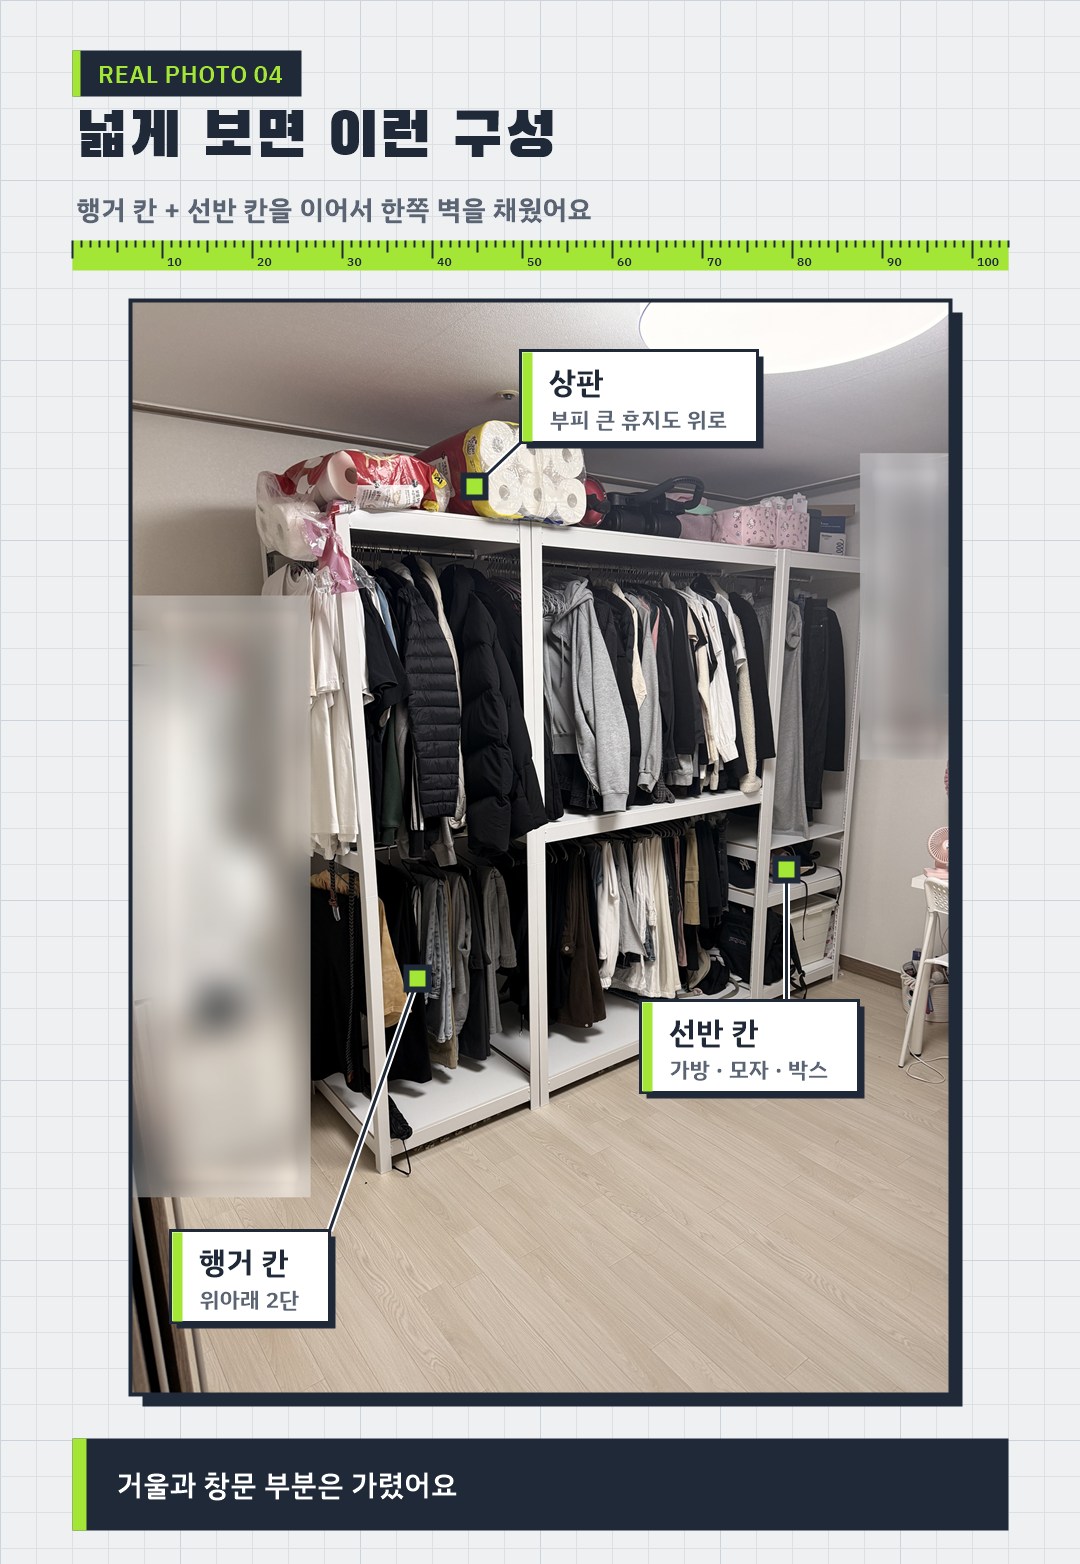 REAL PHOTO 04
넓게 보면 이런 구성
행거 칸 + 선반 칸을 이어서 한쪽 벽을 채웠어요
10 20 30 40 50 60 70 80 90 100
상판
부피 큰 휴지도 위로
선반 칸
가방 · 모자 · 박스
행거 칸
위아래 2단
거울과 창문 부분은 가렸어요